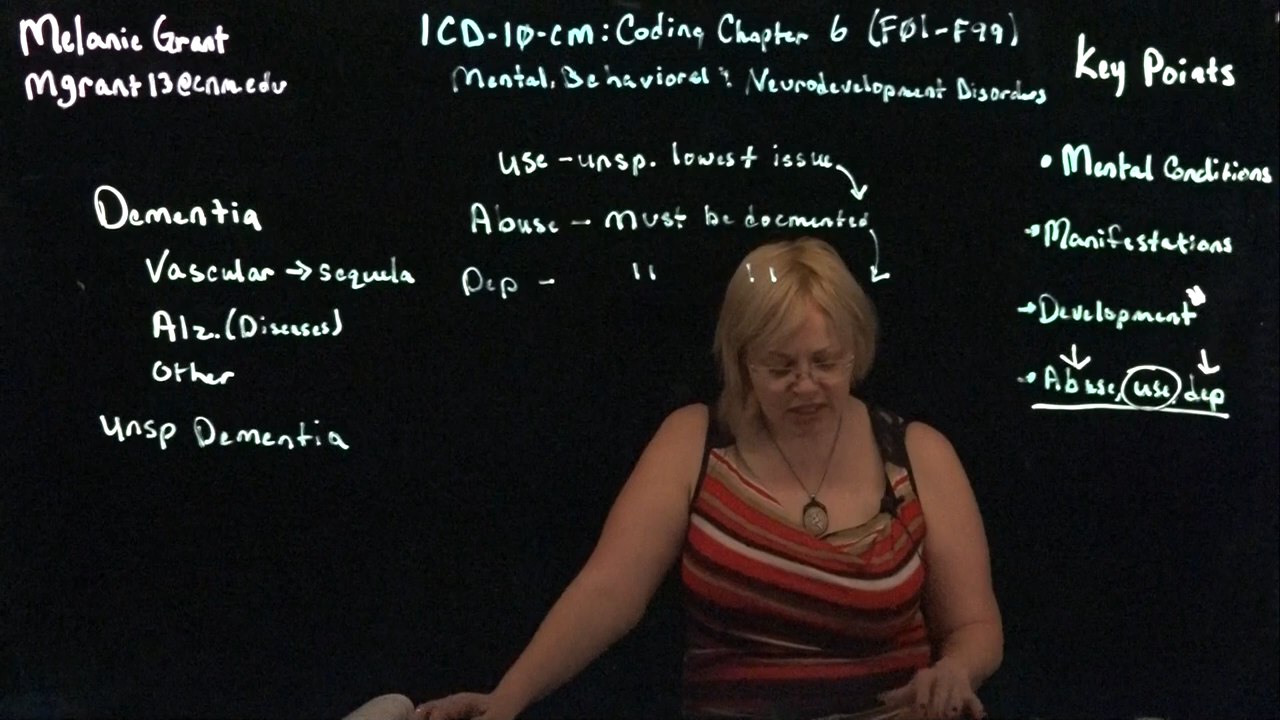 Melanie Grant
Mgrant13@cnm.edu
ICD-10-cm: Coding Chapter 6 (F01-F99)
Mental, Behavioral & Neurodevelopment Disorders
Key Points
use - unsp. lowest issue
Abuse - must be documented
Dep - " "
Dementia
Vascular → sequela
Alz. (Diseases)
Other
Unsp Dementia
• Mental Conditions
→ Manifestations
→ Development
→ Abuse, use, dep